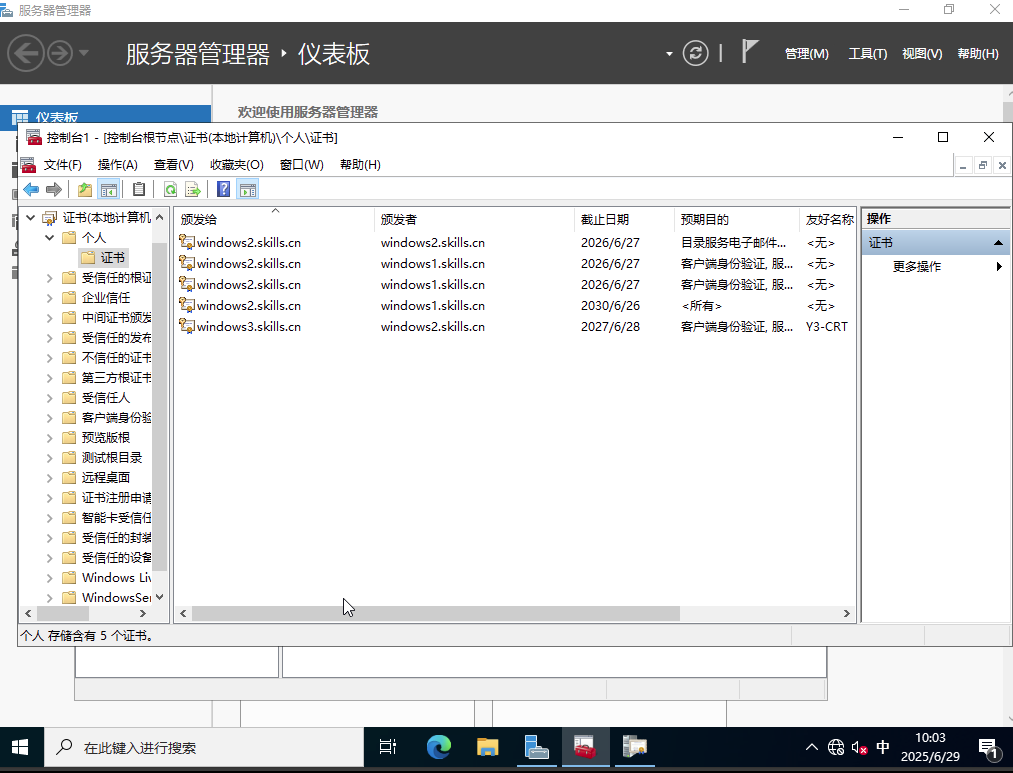 服务器管理器
服务器管理器 · 仪表板
管理(M) 工具(T) 视图(V) 帮助(H)
仪表板
欢迎使用服务器管理器
控制台1 - [控制台根节点\证书(本地计算机)\个人\证书]
文件(F) 操作(A) 查看(V) 收藏夹(O) 窗口(W) 帮助(H)
证书(本地计算机
个人
证书
受信任的根证
企业信任
中间证书颁发
受信任的发布
不信任的证书
第三方根证书
受信任人
客户端身份验
预览版根
测试根目录
远程桌面
证书注册申请
智能卡受信任
受信任的封装
受信任的设备
Windows Liv
WindowsSer
颁发给 颁发者 截止日期 预期目的 友好名称
windows2.skills.cn windows2.skills.cn 2026/6/27 目录服务电子邮件... <无>
windows2.skills.cn windows1.skills.cn 2026/6/27 客户端身份验证, 服... <无>
windows2.skills.cn windows1.skills.cn 2026/6/27 客户端身份验证, 服... <无>
windows2.skills.cn windows1.skills.cn 2030/6/26 <所有> <无>
windows3.skills.cn windows2.skills.cn 2027/6/28 客户端身份验证, 服... Y3-CRT
操作
证书
更多操作
个人 存储含有 5 个证书。
在此键入进行搜索
中
10:03
2025/6/29
1